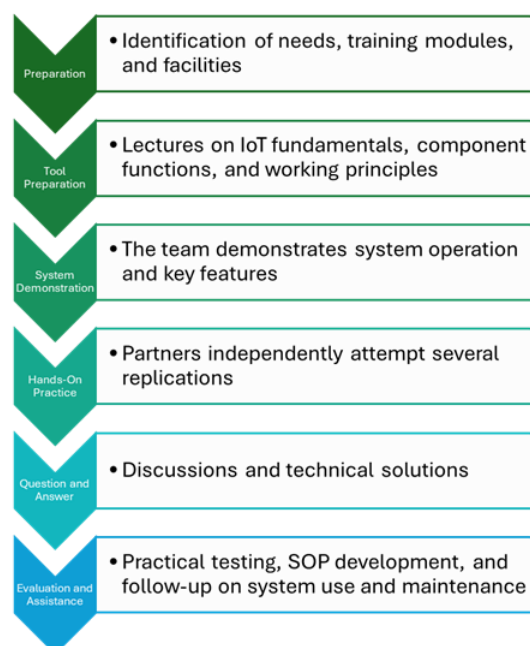 Preparation
• Identification of needs, training modules,
and facilities
Tool
Preparation
• Lectures on IoT fundamentals, component
functions, and working principles
System
Demonstration
• The team demonstrates system operation
and key features
Hands-On
Practice
• Partners independently attempt several
replications
Question and
Answer
• Discussions and technical solutions
Evaluation and
Assistance
• Practical testing, SOP development, and
follow-up on system use and maintenance